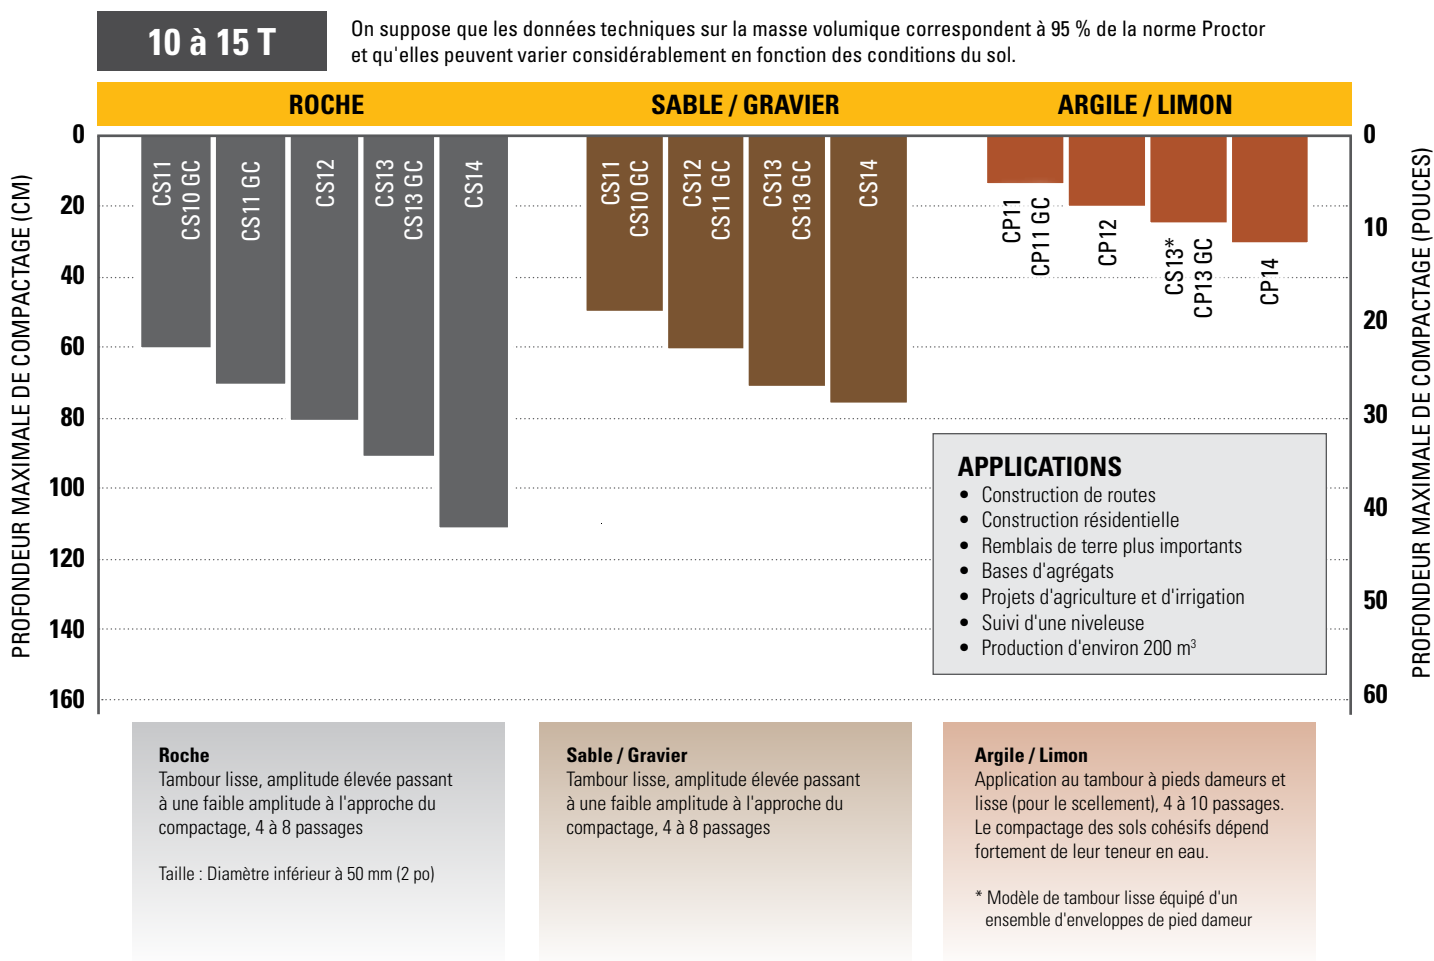 10 à 15 T
On suppose que les données techniques sur la masse volumique correspondent à 95 % de la norme Proctor
et qu'elles peuvent varier considérablement en fonction des conditions du sol.
ROCHE
SABLE / GRAVIER
ARGILE / LIMON
PROFONDEUR MAXIMALE DE COMPACTAGE (CM)
0
20
40
60
80
100
120
140
160
CS11
CS10 GC
CS11 GC
CS12
CS13
CS13 GC
CS14
CS11
CS10 GC
CS12
CS11 GC
CS13
CS13 GC
CS14
CP11
CP11 GC
CP12
CS13*
CP13 GC
CP14
0
10
20
30
40
50
60
PROFONDEUR MAXIMALE DE COMPACTAGE (POUCES)
APPLICATIONS
• Construction de routes
• Construction résidentielle
• Remblais de terre plus importants
• Bases d'agrégats
• Projets d'agriculture et d'irrigation
• Suivi d'une niveleuse
• Production d'environ 200 m³
Roche
Tambour lisse, amplitude élevée passant
à une faible amplitude à l'approche du
compactage, 4 à 8 passages
Taille : Diamètre inférieur à 50 mm (2 po)
Sable / Gravier
Tambour lisse, amplitude élevée passant
à une faible amplitude à l'approche du
compactage, 4 à 8 passages
Argile / Limon
Application au tambour à pieds dameurs et
lisse (pour le scellement), 4 à 10 passages.
Le compactage des sols cohésifs dépend
fortement de leur teneur en eau.
* Modèle de tambour lisse équipé d'un
ensemble d'enveloppes de pied dameur